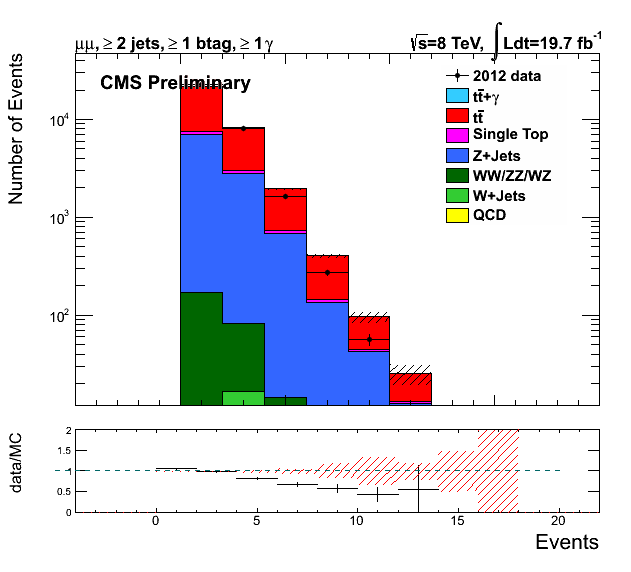 μμ, ≥ 2 jets, ≥ 1 btag, ≥ 1 γ
√s=8 TeV, ∫ Ldt=19.7 fb⁻¹
CMS Preliminary
Number of Events
10⁴
10³
10²
2012 data
tt̄+γ
tt̄
Single Top
Z+Jets
WW/ZZ/WZ
W+Jets
QCD
data/MC
2
1.5
1
0.5
0
0 5 10 15 20
Events